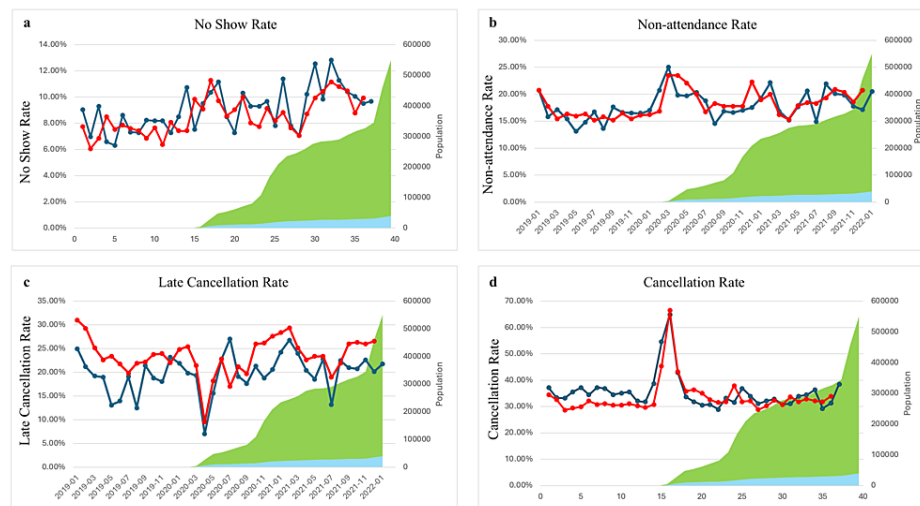 a
No Show Rate
14.00%
12.00%
10.00%
8.00%
6.00%
4.00%
2.00%
0.00%
No Show Rate
600000
500000
400000
300000
200000
100000
0
Population
0 5 10 15 20 25 30 35 40
b
Non-attendance Rate
30.00%
25.00%
20.00%
15.00%
10.00%
5.00%
0.00%
Non-attendance Rate
600000
500000
400000
300000
200000
100000
0
Population
2019-01 2019-03 2019-05 2019-07 2019-09 2019-11 2020-01 2020-03 2020-05 2020-07 2020-09 2020-11 2021-01 2021-03 2021-05 2021-07 2021-09 2021-11 2022-01
c
Late Cancellation Rate
35.00%
30.00%
25.00%
20.00%
15.00%
10.00%
5.00%
0.00%
Late Cancellation Rate
600000
500000
400000
300000
200000
100000
0
Population
2019-01 2019-03 2019-05 2019-07 2019-09 2019-11 2020-01 2020-03 2020-05 2020-07 2020-09 2020-11 2021-01 2021-03 2021-05 2021-07 2021-09 2021-11 2022-01
d
Cancellation Rate
70.00%
60.00%
50.00%
40.00%
30.00%
20.00%
10.00%
0.00%
Cancellation Rate
600000
500000
400000
300000
200000
100000
0
Population
0 5 10 15 20 25 30 35 40